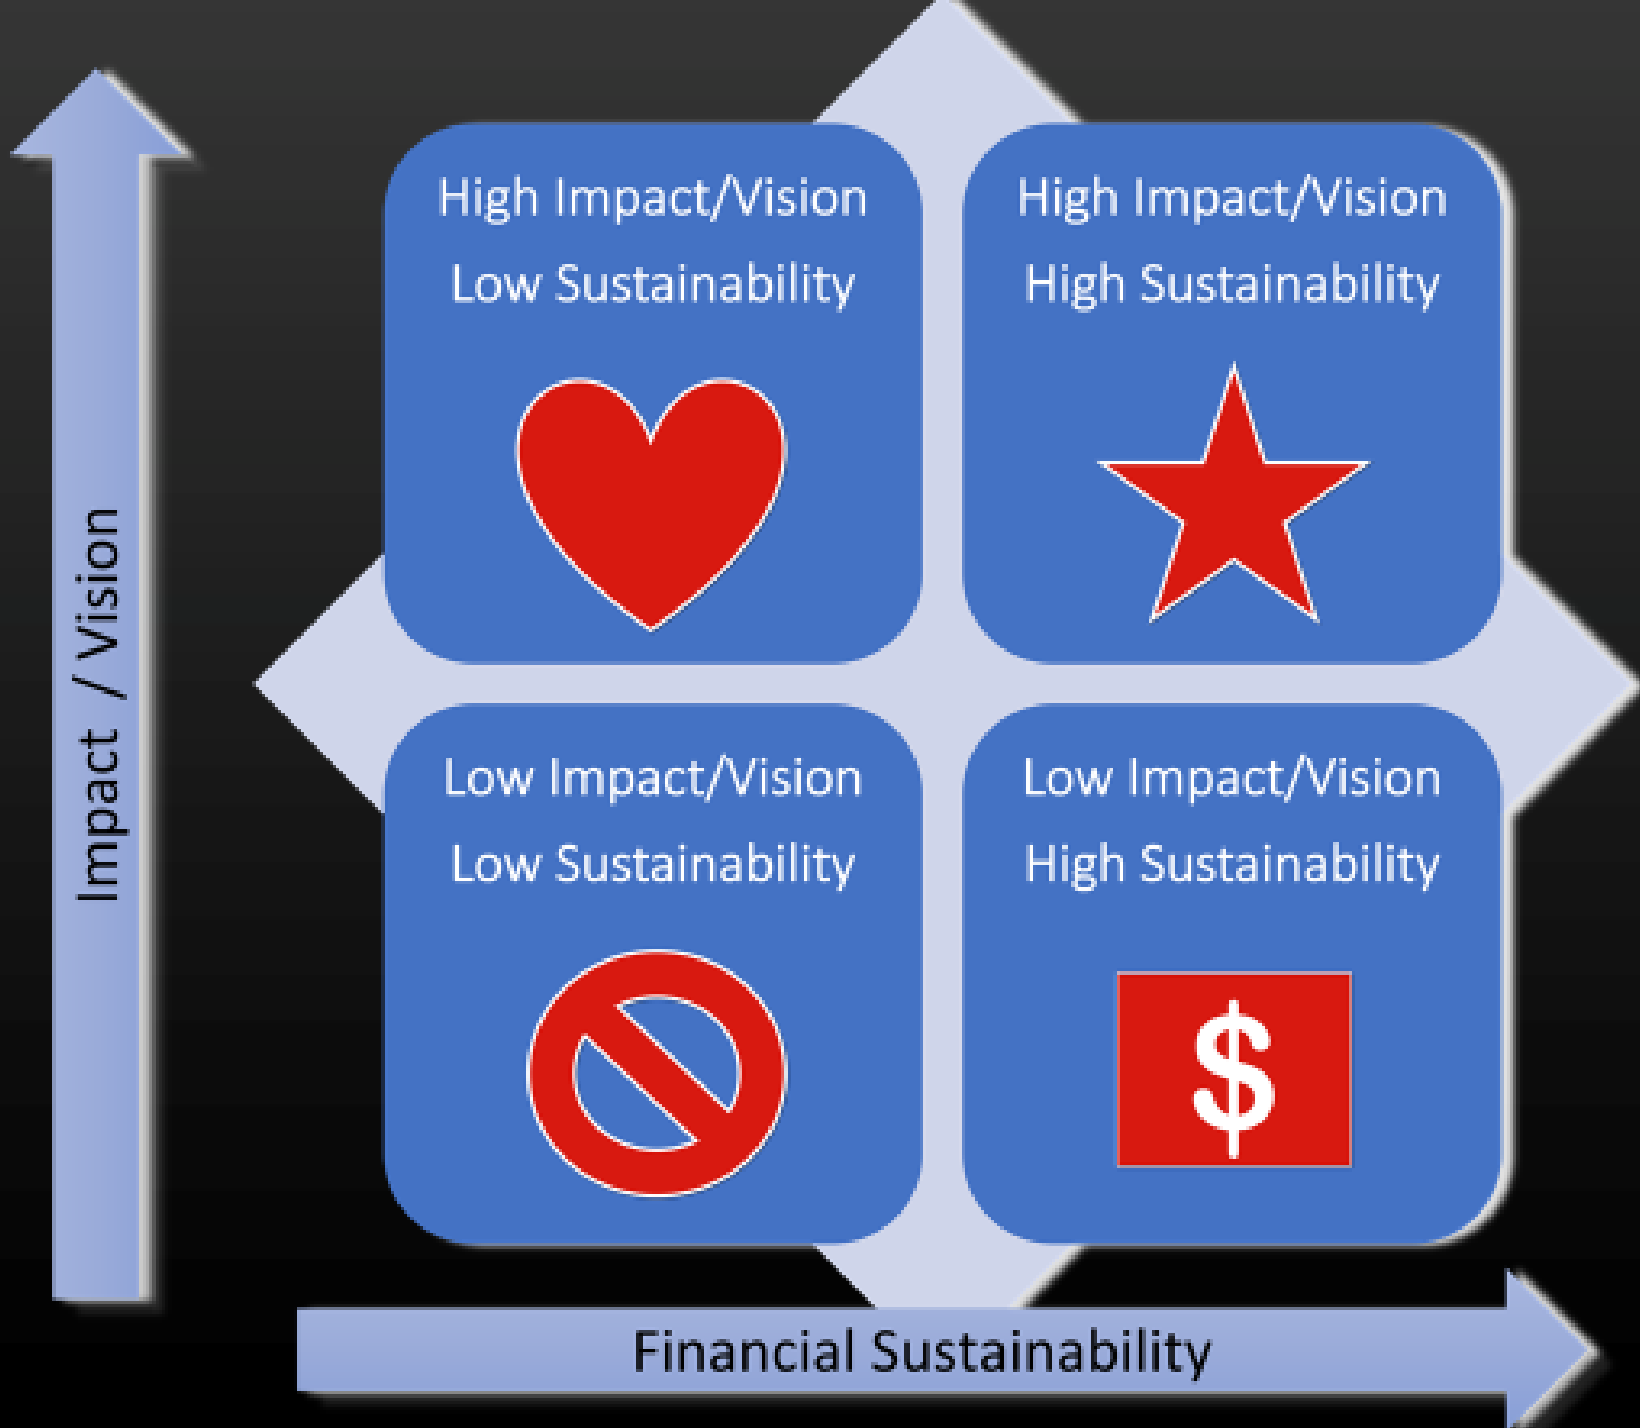 Impact / Vision
High Impact/Vision
Low Sustainability
High Impact/Vision
High Sustainability
Low Impact/Vision
Low Sustainability
Low Impact/Vision
High Sustainability
$
Financial Sustainability